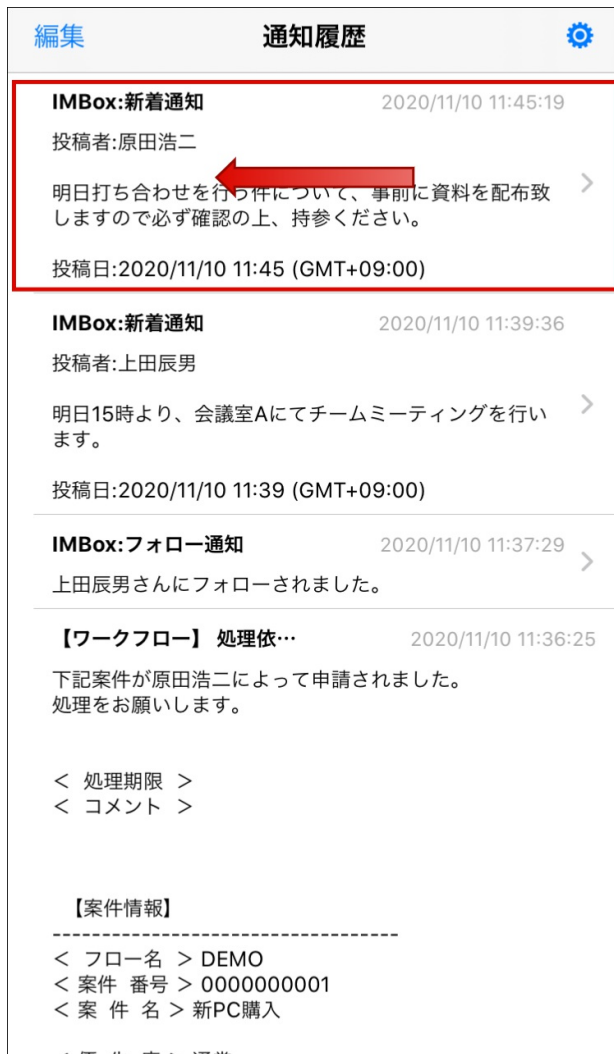 編集 通知履歴
IMBox:新着通知 2020/11/10 11:45:19
投稿者:原田浩二
明日打ち合わせを行う件について、事前に資料を配布致
しますので必ず確認の上、持参ください。
投稿日:2020/11/10 11:45 (GMT+09:00)
IMBox:新着通知 2020/11/10 11:39:36
投稿者:上田辰男
明日15時より、会議室Aにてチームミーティングを行い
ます。
投稿日:2020/11/10 11:39 (GMT+09:00)
IMBox:フォロー通知 2020/11/10 11:37:29
上田辰男さんにフォローされました。
【ワークフロー】 処理依… 2020/11/10 11:36:25
下記案件が原田浩二によって申請されました。
処理をお願いします。
＜ 処理期限 ＞
＜ コメント ＞
【案件情報】
-----------------------------------
＜ フロー名 ＞ DEMO
＜ 案件 番号 ＞ 0000000001
＜ 案 件 名 ＞ 新PC購入